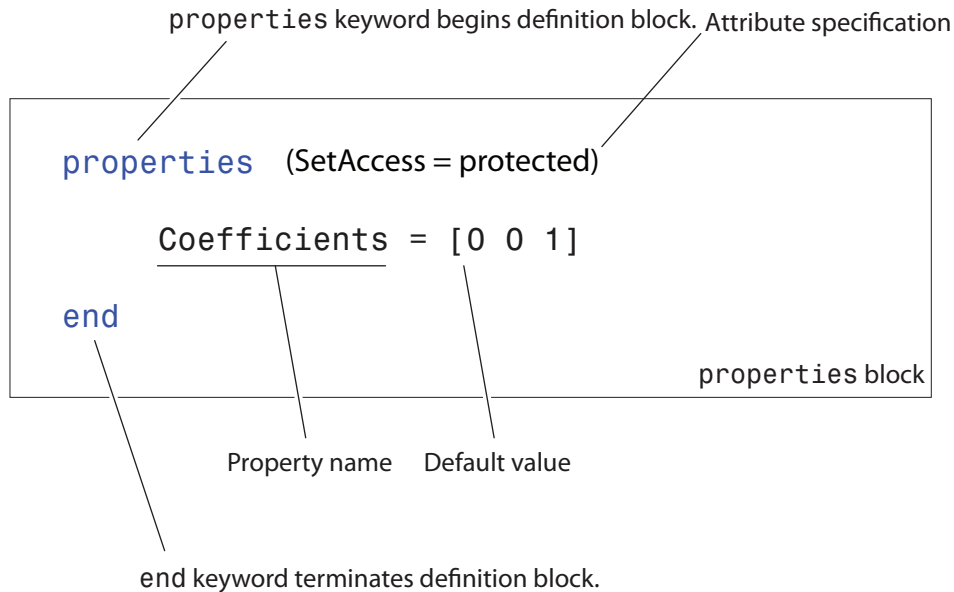 properties keyword begins definition block. Attribute specification
properties (SetAccess = protected)
Coefficients = [0 0 1]
end
properties block
Property name Default value
end keyword terminates definition block.